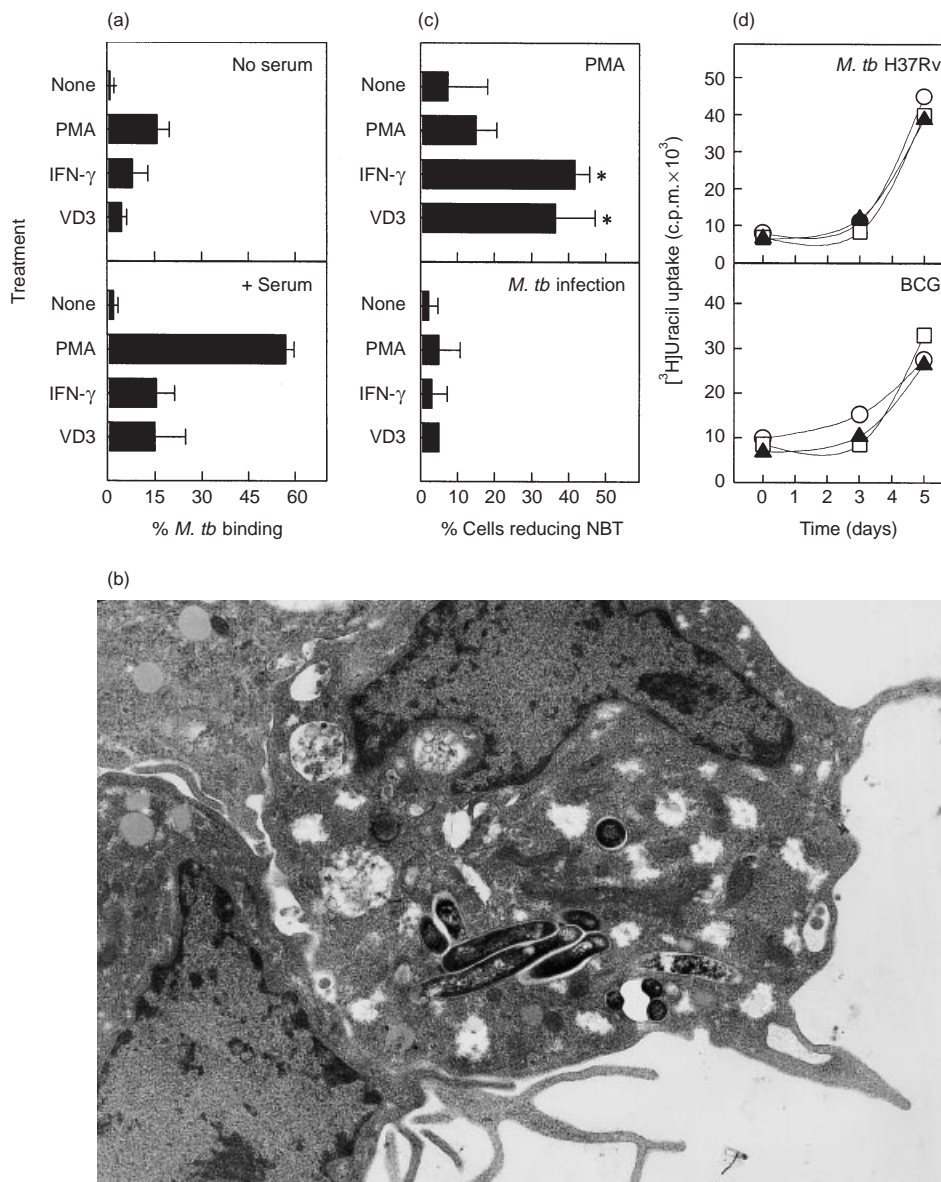 (a)
No serum
None
PMA
IFN-γ
VD3
+ Serum
None
PMA
IFN-γ
VD3
0 15 30 45 60
% M. tb binding
Treatment
(c)
PMA
None
PMA
IFN-γ *
VD3 *
M. tb infection
None
PMA
IFN-γ
VD3
0 10 20 30 40 50
% Cells reducing NBT
(d)
M. tb H37Rv
50
40
30
20
10
0
BCG
40
30
20
10
0
0 1 2 3 4 5
Time (days)
[³H]Uracil uptake (c.p.m. × 10³)
(b)